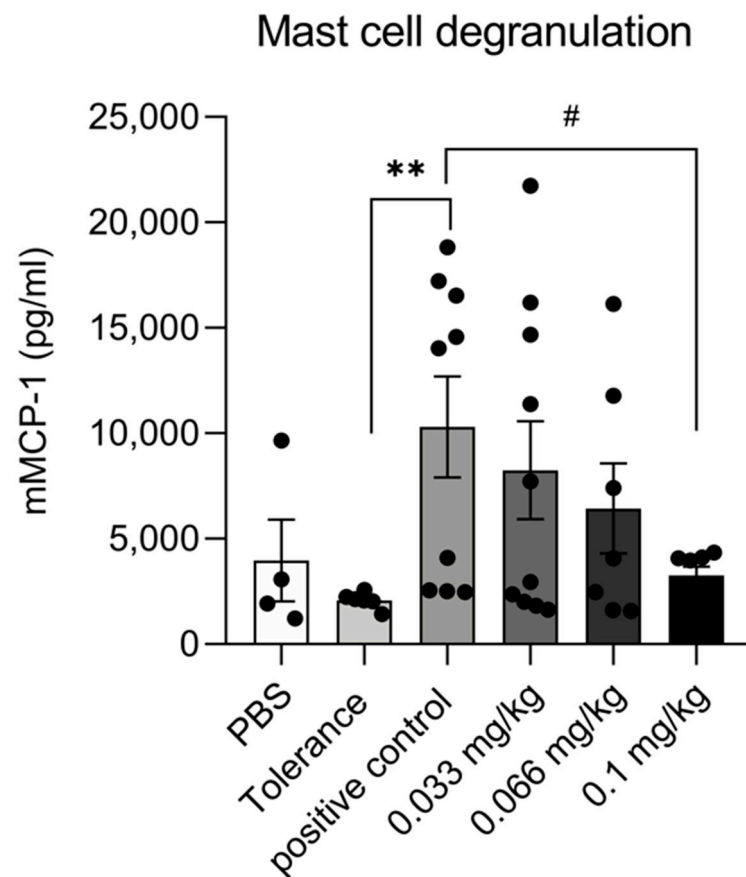 Mast cell degranulation
mMCP-1 (pg/ml)
25,000
20,000
15,000
10,000
5,000
0
**
#
PBS
Tolerance
positive control
0.033 mg/kg
0.066 mg/kg
0.1 mg/kg